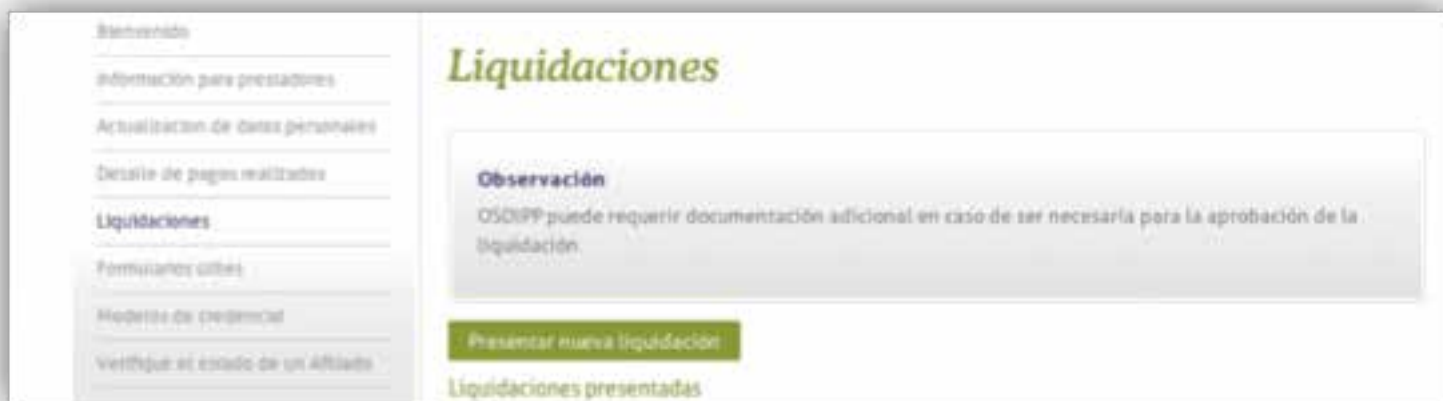 Bienvenido
Información para prestadores
Actualizacion de datos personales
Detalle de pagos realizados
Liquidaciones
Formularios útiles
Modelos de credencial
Verifique el estado de un Afiliado
Liquidaciones
Observación
OSDIPP puede requerir documentación adicional en caso de ser necesaria para la aprobación de la
liquidación
Presentar nueva liquidación
Liquidaciones presentadas